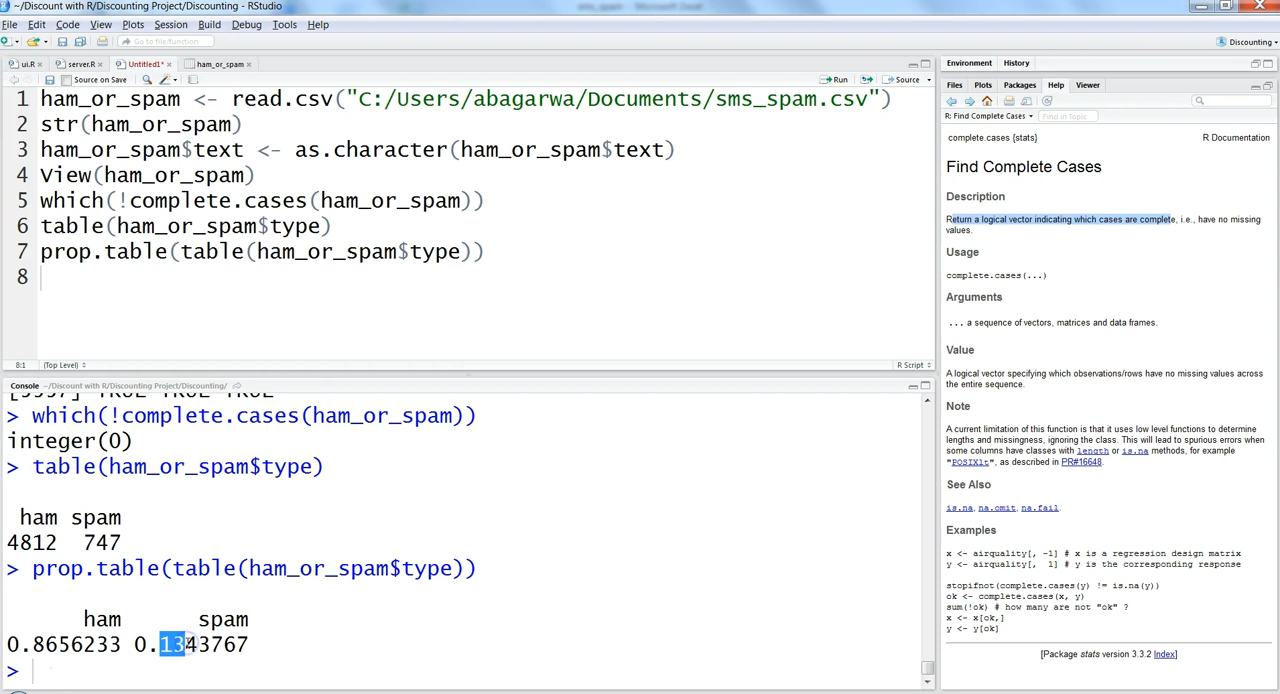 ~/Discount with R/Discounting Project/Discounting - RStudio
File Edit Code View Plots Session Build Debug Tools Help
Go to file/function
Discounting
ui.R server.R Untitled1* ham_or_spam
Source on Save Run Source
1 ham_or_spam <- read.csv("C:/Users/abagarwa/Documents/sms_spam.csv")
2 str(ham_or_spam)
3 ham_or_spam$text <- as.character(ham_or_spam$text)
4 View(ham_or_spam)
5 which(!complete.cases(ham_or_spam))
6 table(ham_or_spam$type)
7 prop.table(table(ham_or_spam$type))
8
8:1 (Top Level) R Script
Console ~/Discount with R/Discounting Project/Discounting/
> which(!complete.cases(ham_or_spam))
integer(0)
> table(ham_or_spam$type)
ham spam
4812 747
> prop.table(table(ham_or_spam$type))
ham spam
0.8656233 0.1343767
>
Environment History
Files Plots Packages Help Viewer
R: Find Complete Cases Find in Topic
complete.cases {stats} R Documentation
Find Complete Cases
Description
Return a logical vector indicating which cases are complete, i.e., have no missing
values.
Usage
complete.cases(...)
Arguments
... a sequence of vectors, matrices and data frames.
Value
A logical vector specifying which observations/rows have no missing values across
the entire sequence.
Note
A current limitation of this function is that it uses low level functions to determine
lengths and missingness, ignoring the class. This will lead to spurious errors when
some columns have classes with length or is.na methods, for example
"POSIXlt", as described in PR#16648.
See Also
is.na, na.omit, na.fail.
Examples
x <- airquality[, -1] # x is a regression design matrix
y <- airquality[, 1] # y is the corresponding response
stopifnot(complete.cases(y) != is.na(y))
ok <- complete.cases(x, y)
sum(!ok) # how many are not "ok" ?
x <- x[ok,]
y <- y[ok]
[Package stats version 3.3.2 Index]